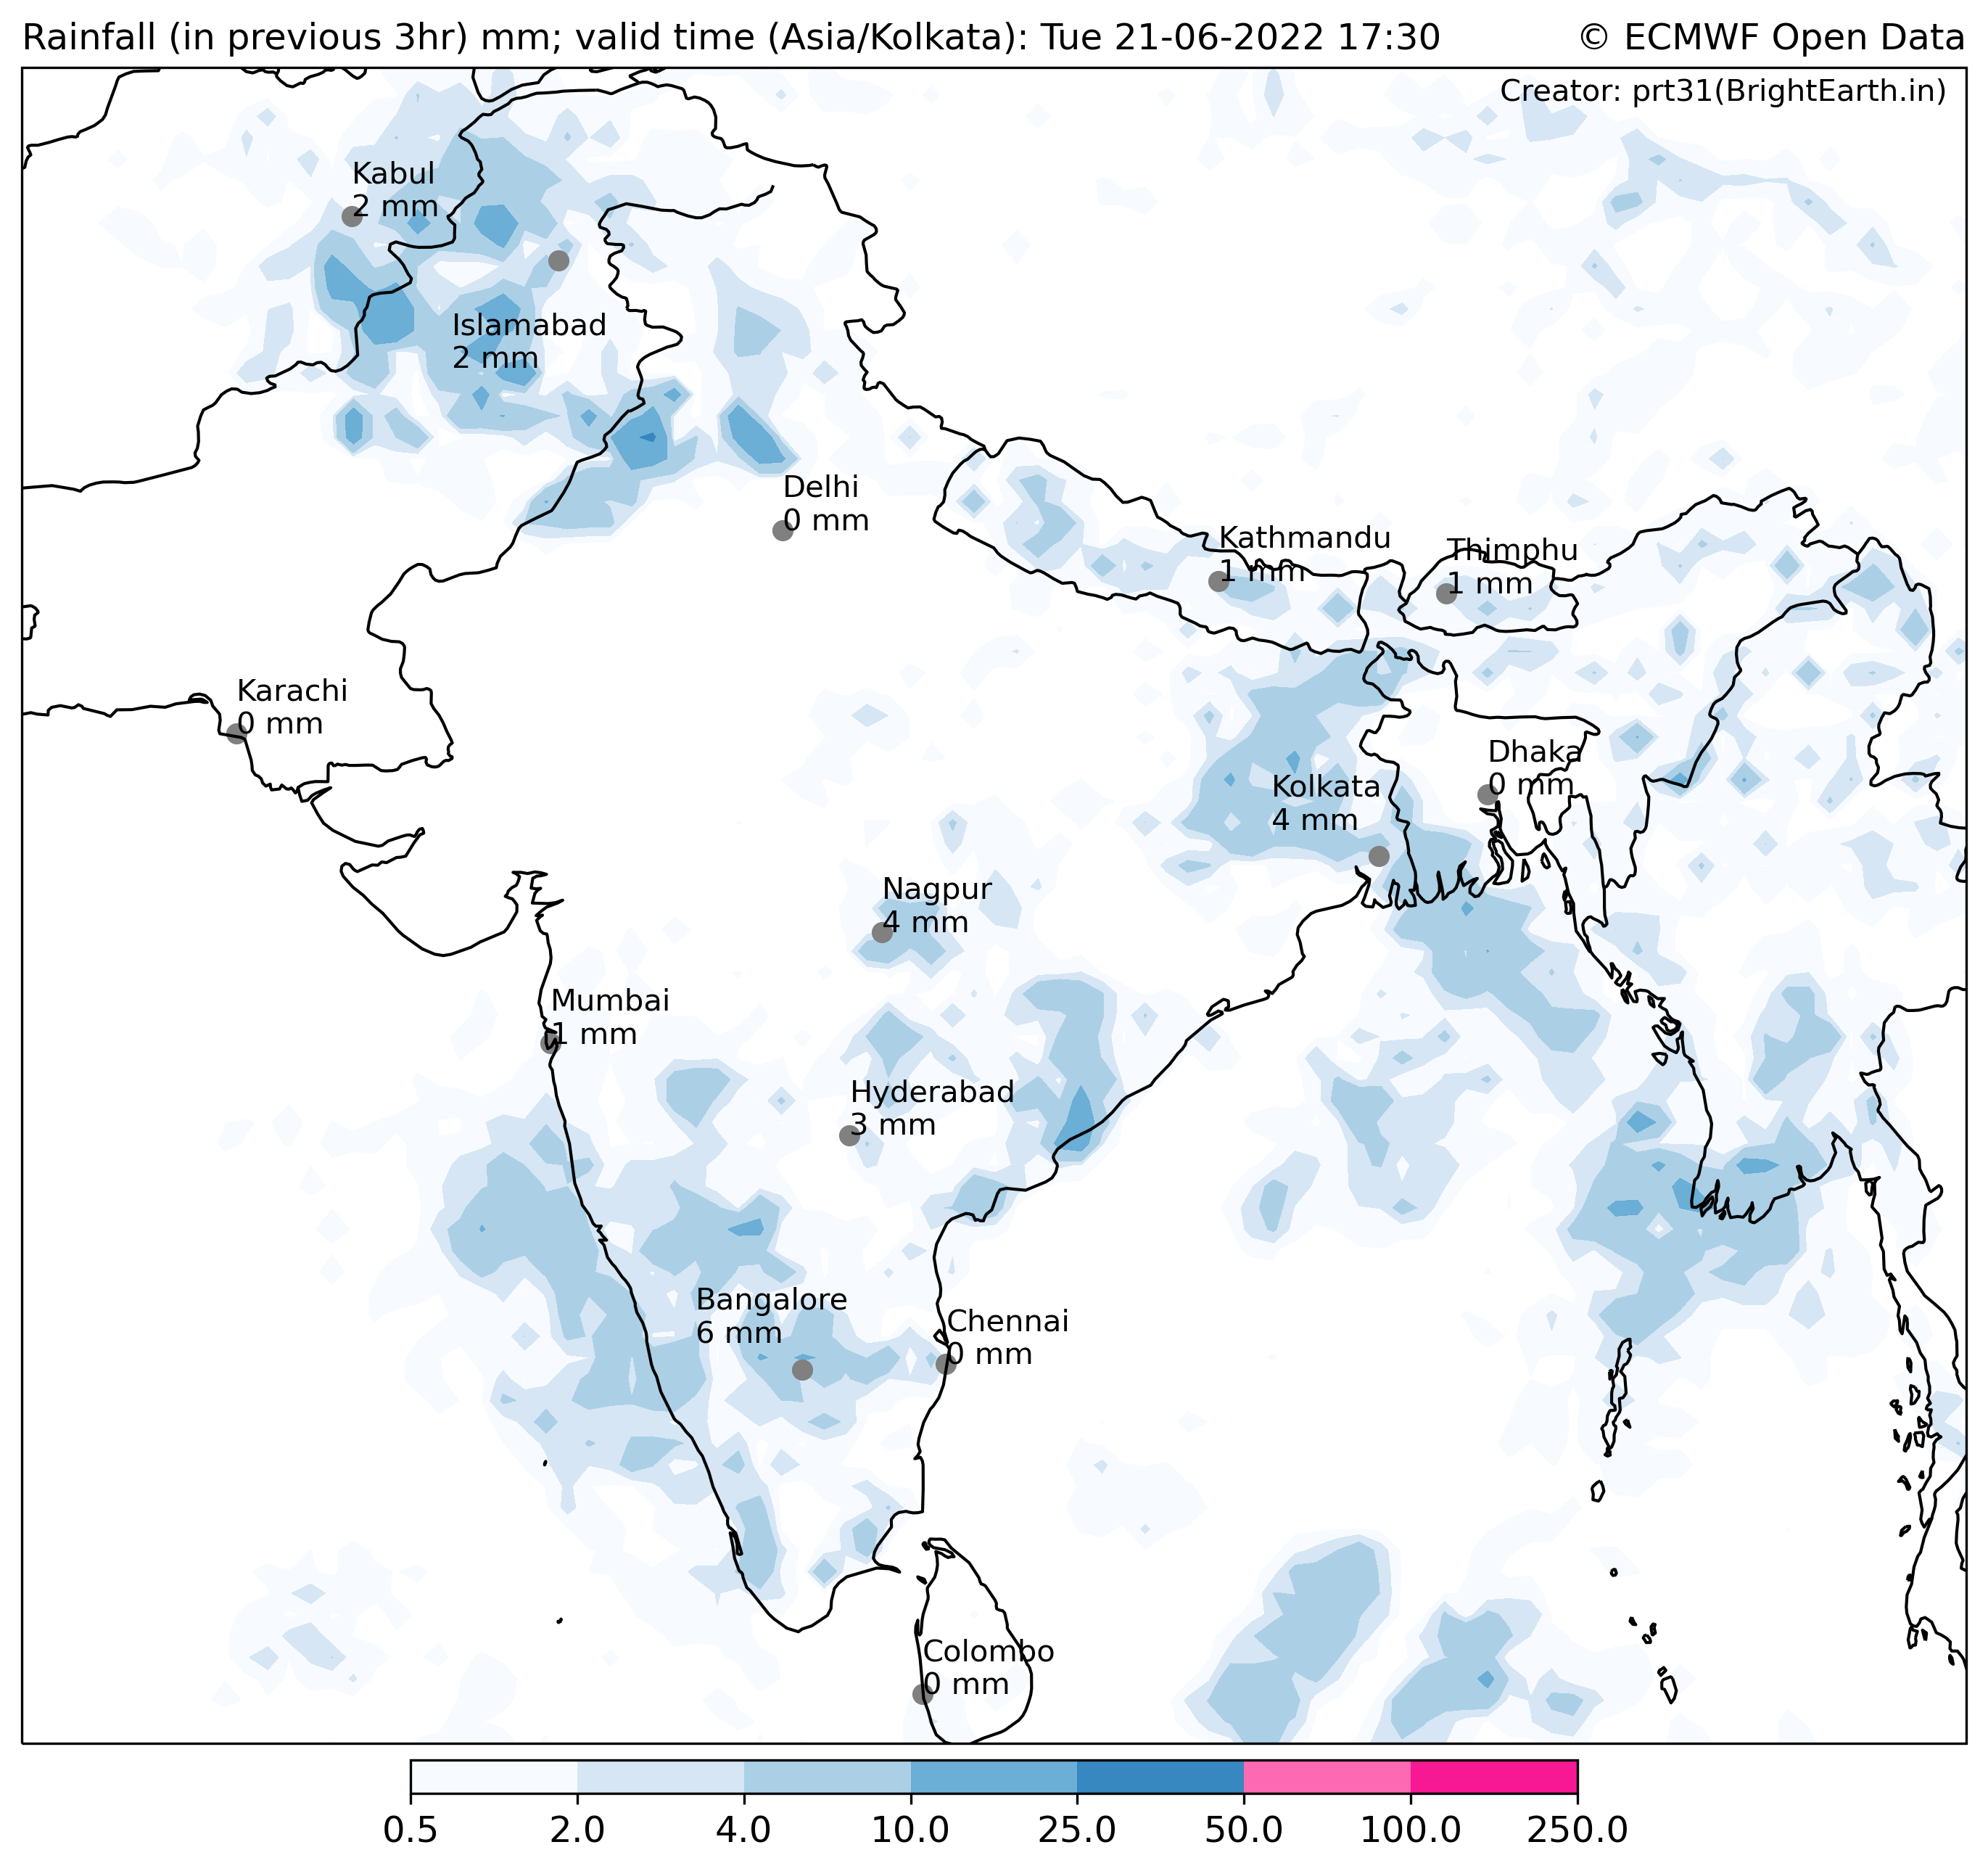 Rainfall (in previous 3hr) mm; valid time (Asia/Kolkata): Tue 21-06-2022 17:30
© ECMWF Open Data
Creator: prt31(BrightEarth.in)
Kabul
2 mm
Islamabad
2 mm
Delhi
0 mm
Kathmandu
1 mm
Thimphu
1 mm
Karachi
0 mm
Dhaka
0 mm
Kolkata
4 mm
Nagpur
4 mm
Mumbai
1 mm
Hyderabad
3 mm
Bangalore
6 mm
Chennai
0 mm
Colombo
0 mm
0.5 2.0 4.0 10.0 25.0 50.0 100.0 250.0